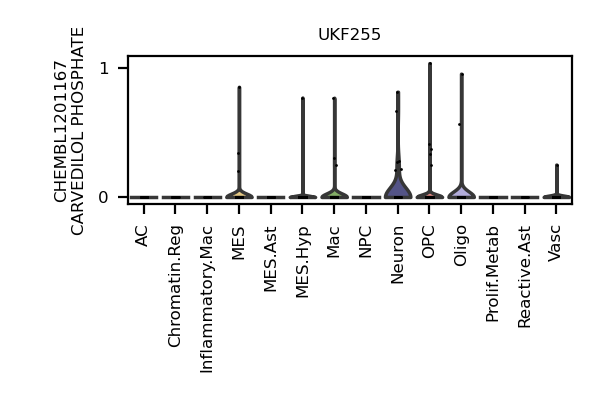 UKF255
CHEMBL1201167
CARVEDILOL PHOSPHATE
1
0
AC
Chromatin.Reg
Inflammatory.Mac
MES
MES.Ast
MES.Hyp
Mac
NPC
Neuron
OPC
Oligo
Prolif.Metab
Reactive.Ast
Vasc